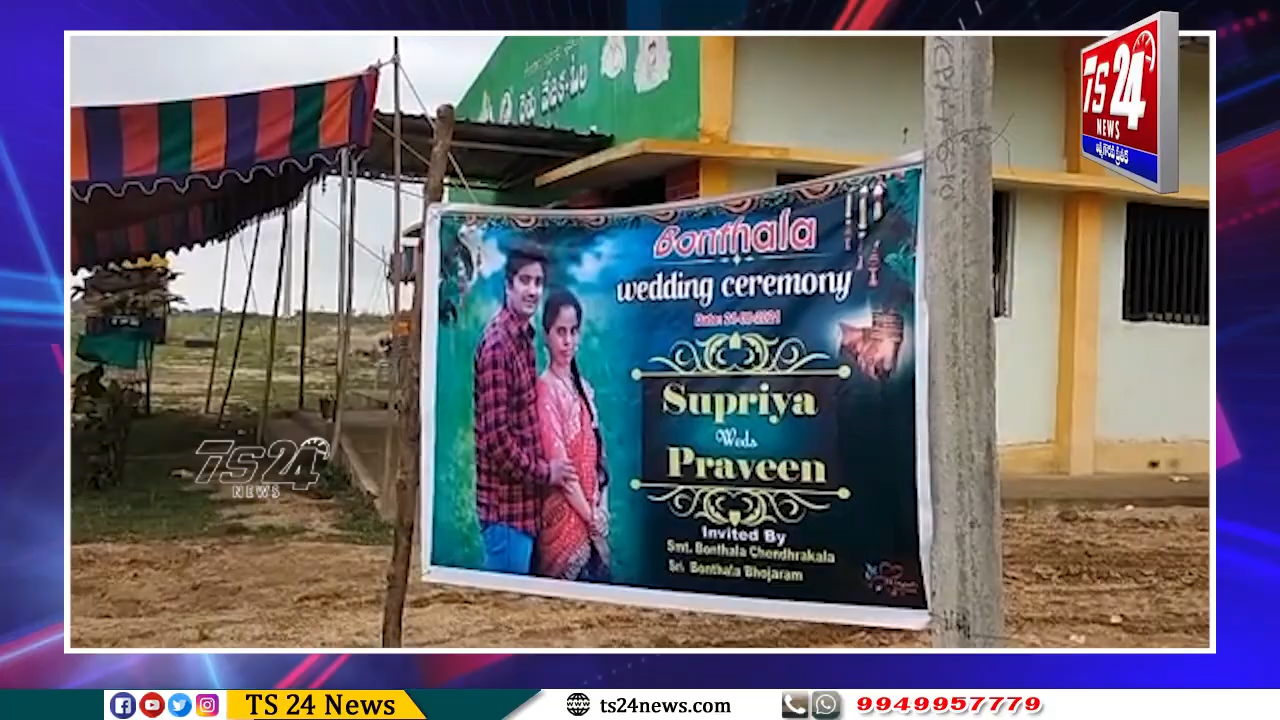 TS 24
NEWS
Bonthala
wedding ceremony
Supriya
Weds
Praveen
Invited By
Smt. Bonthala Chendhrakala
Sri. Bonthala Bhojaram
TS 24
NEWS
TS 24 News
ts24news.com
9949957779